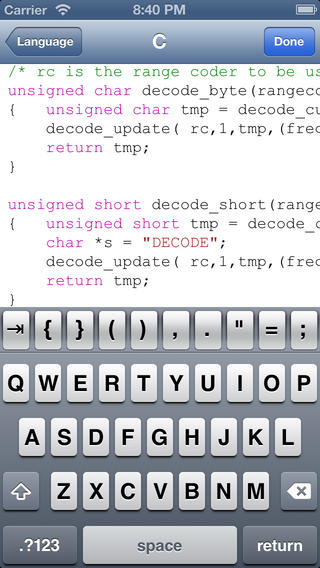 Carrier 8:40 PM
Language C Done
/* rc is the range coder to be us
unsigned char decode_byte(rangeco
{   unsigned char tmp = decode_cu
    decode_update( rc,1,tmp,(freq
    return tmp;
}
unsigned short decode_short(range
{   unsigned short tmp = decode_c
    char *s = "DECODE";
    decode_update( rc,1,tmp,(freq
    return tmp;
}
⇥ { } ( ) , . " = ;
Q W E R T Y U I O P
A S D F G H J K L
Z X C V B N M
.?123 space return